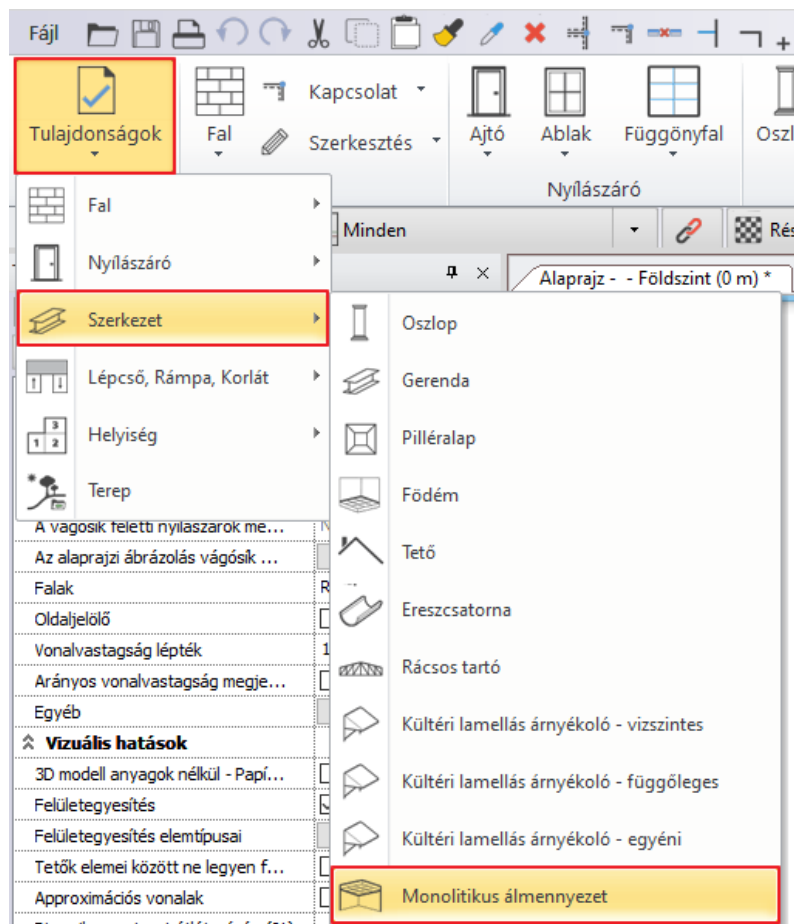 Fájl
Tulajdonságok
Fal
Kapcsolat
Szerkesztés
Ajtó
Ablak
Függönyfal
Nyílászáró
Fal
Nyílászáró
Szerkezet
Lépcső, Rámpa, Korlát
Helyiség
Terep
Minden
Alaprajz - - Földszint (0 m) *
Oszlop
Gerenda
Pilléralap
Födém
Tető
Ereszcsatorna
Rácsos tartó
Kültéri lamellás árnyékoló - vizszintes
Kültéri lamellás árnyékoló - függőleges
Kültéri lamellás árnyékoló - egyéni
Monolitikus álmennyezet
A vágósík feletti nyílászárók me...
Az alaprajzi ábrázolás vágósík ...
Falak
Oldaljelölő
Vonalvastagság lépték
1
Arányos vonalvastagság megje...
Egyéb
Vizuális hatások
3D modell anyagok nélkül - Papí...
Felületegyesítés
Felületegyesítés elemtípusai
Tetők elemei között ne legyen f...
Approximációs vonalak